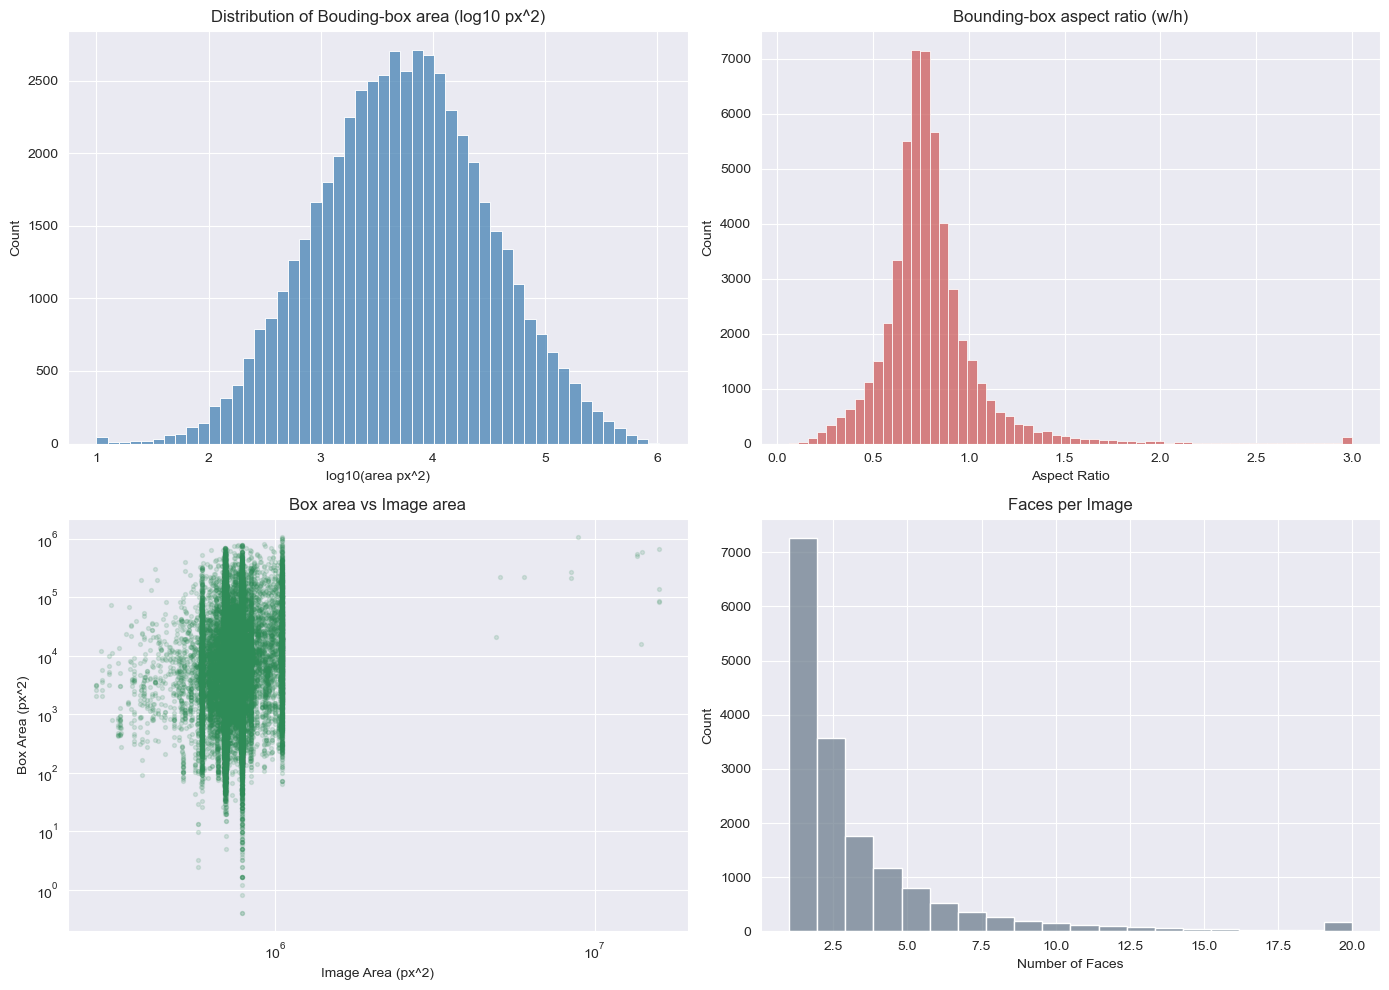 Distribution of Bouding-box area (log10 px^2)
2500
2000
1500
1000
500
0
Count
1 2 3 4 5 6
log10(area px^2)
Bounding-box aspect ratio (w/h)
7000
6000
5000
4000
3000
2000
1000
0
Count
0.0 0.5 1.0 1.5 2.0 2.5 3.0
Aspect Ratio
Box area vs Image area
10^6
10^5
10^4
10^3
10^2
10^1
10^0
Box Area (px^2)
10^6 10^7
Image Area (px^2)
Faces per Image
7000
6000
5000
4000
3000
2000
1000
0
Count
2.5 5.0 7.5 10.0 12.5 15.0 17.5 20.0
Number of Faces